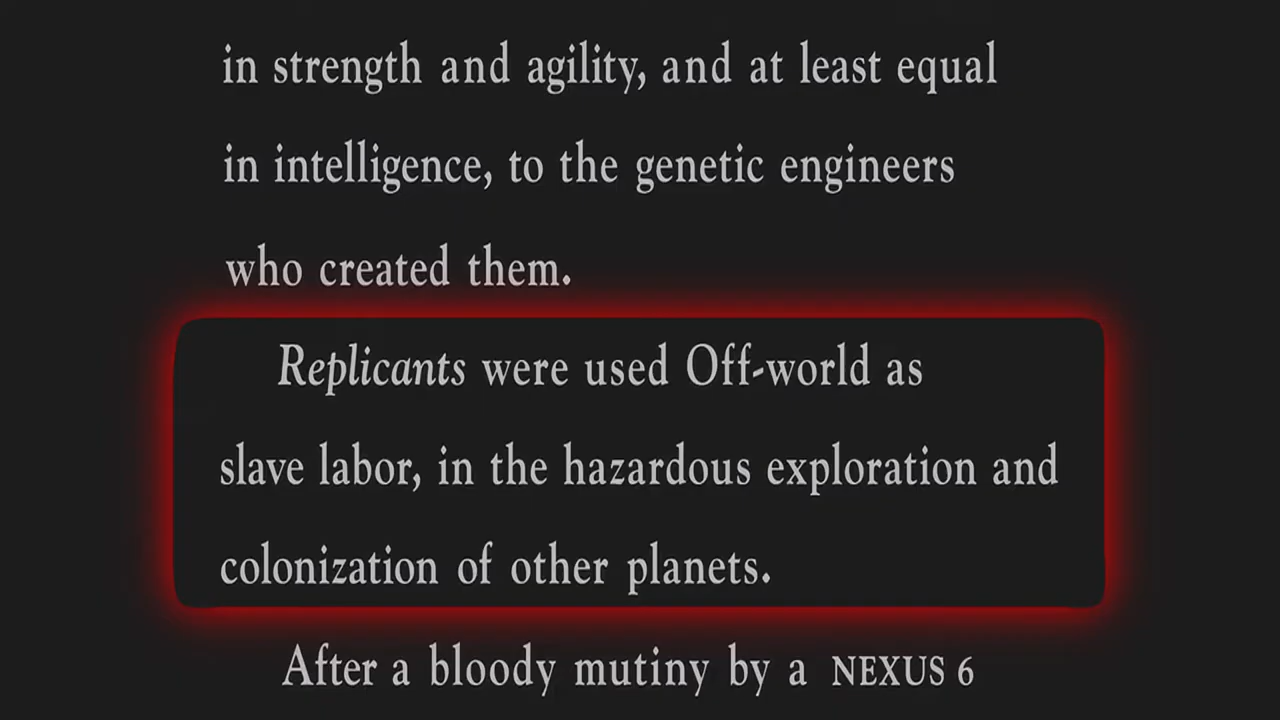 in strength and agility, and at least equal
in intelligence, to the genetic engineers
who created them.
Replicants were used Off-world as
slave labor, in the hazardous exploration and
colonization of other planets.
After a bloody mutiny by a NEXUS 6